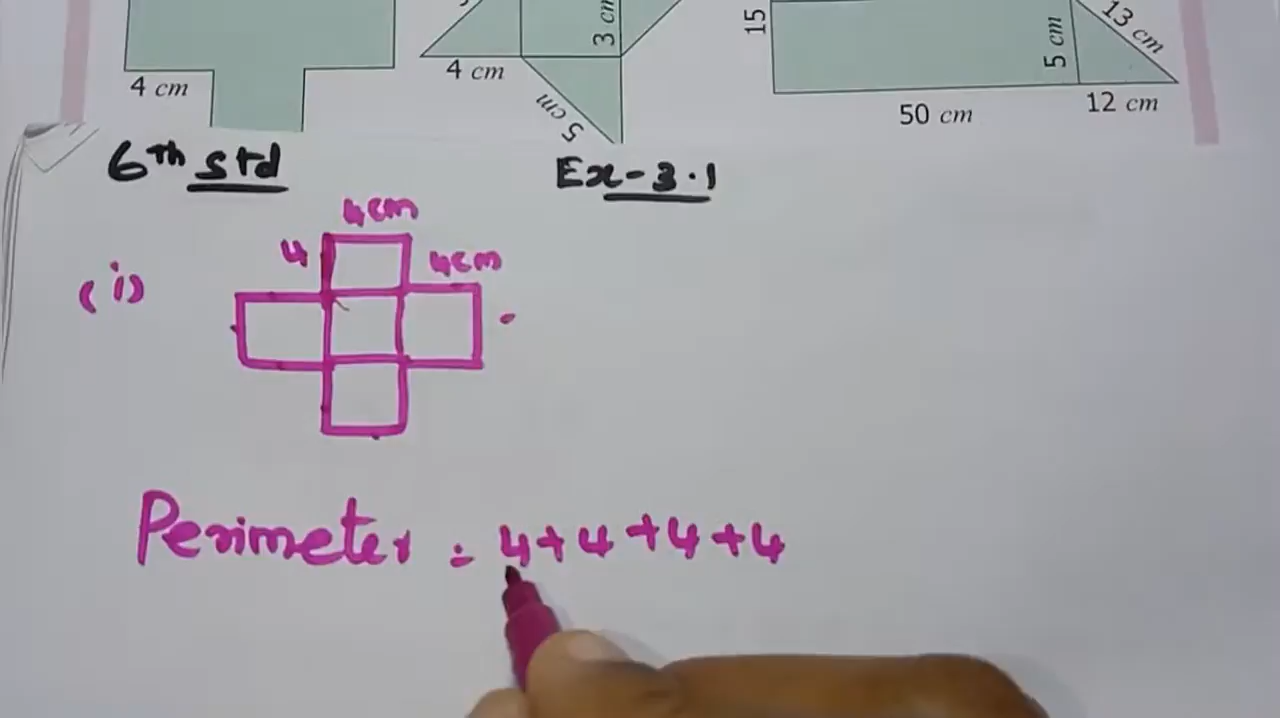 3 cm
15
13 cm
5 cm
4 cm
4 cm
5 cm
50 cm
12 cm
6th std
Ex-3.1
4cm
4
4cm
(i)
Perimeter = 4+4+4+4